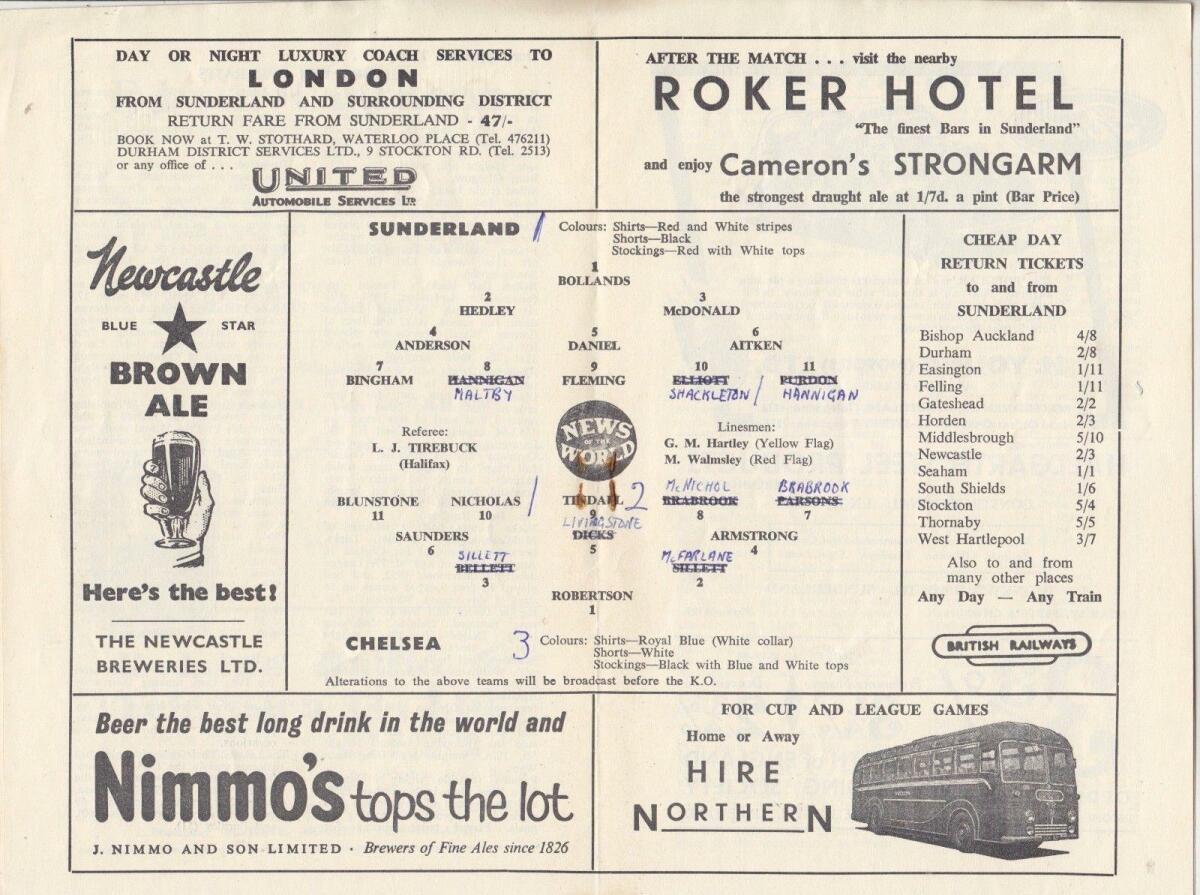 DAY OR NIGHT LUXURY COACH SERVICES TO
LONDON
FROM SUNDERLAND AND SURROUNDING DISTRICT
RETURN FARE FROM SUNDERLAND - 47/-
BOOK NOW at T. W. STOTHARD, WATERLOO PLACE (Tel. 476211)
DURHAM DISTRICT SERVICES LTD., 9 STOCKTON RD. (Tel. 2513)
or any office of . . .
UNITED
AUTOMOBILE SERVICES LTD
AFTER THE MATCH . . . visit the nearby
ROKER HOTEL
"The finest Bars in Sunderland"
and enjoy Cameron's STRONGARM
the strongest draught ale at 1/7d. a pint (Bar Price)
Newcastle
BLUE STAR
BROWN
ALE
Here's the best!
THE NEWCASTLE
BREWERIES LTD.
SUNDERLAND 1
Colours: Shirts—Red and White stripes
Shorts—Black
Stockings—Red with White tops
1
BOLLANDS
2 3
HEDLEY McDONALD
4 5 6
ANDERSON DANIEL AITKEN
7 8 9 10 11
BINGHAM HANNIGAN FLEMING ELLIOTT PURDON
MALTBY SHACKLETON / HANNIGAN
Referee:
L. J. TIREBUCK
(Halifax)
NEWS
OF THE
WORLD
Linesmen:
G. M. Hartley (Yellow Flag)
M. Walmsley (Red Flag)
McNICHOL BRABROOK
BLUNSTONE NICHOLAS / TINDALL 2 BRABROOK PARSONS
11 10 9 8 7
LIVINGSTONE
SAUNDERS DICKS ARMSTRONG
6 5 4
SILLETT McFARLANE
BELLETT SILLETT
3 2
ROBERTSON
1
CHELSEA 3
Colours: Shirts—Royal Blue (White collar)
Shorts—White
Stockings—Black with Blue and White tops
Alterations to the above teams will be broadcast before the K.O.
CHEAP DAY
RETURN TICKETS
to and from
SUNDERLAND
Bishop Auckland 4/8
Durham 2/8
Easington 1/11
Felling 1/11
Gateshead 2/2
Horden 2/3
Middlesbrough 5/10
Newcastle 2/3
Seaham 1/1
South Shields 1/6
Stockton 5/4
Thornaby 5/5
West Hartlepool 3/7
Also to and from
many other places
Any Day — Any Train
BRITISH RAILWAYS
Beer the best long drink in the world and
Nimmo's tops the lot
J. NIMMO AND SON LIMITED · Brewers of Fine Ales since 1826
FOR CUP AND LEAGUE GAMES
Home or Away
HIRE
NORTHERN